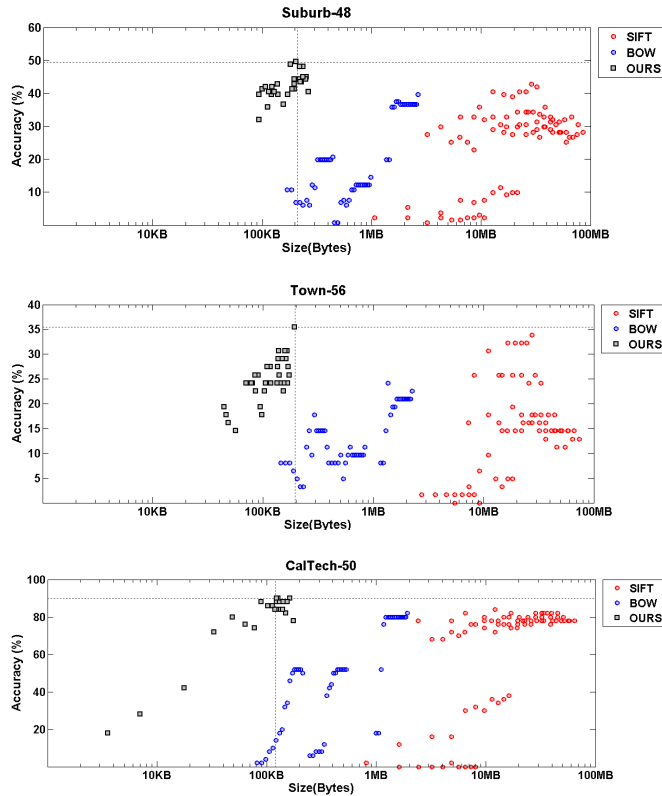 Suburb-48
60
50
40
30
20
10
Accuracy (%)
10KB 100KB 1MB 10MB 100MB
Size(Bytes)
SIFT
BOW
OURS
Town-56
40
35
30
25
20
15
10
5
Accuracy (%)
10KB 100KB 1MB 10MB 100MB
Size(Bytes)
SIFT
BOW
OURS
CalTech-50
100
80
60
40
20
Accuracy (%)
10KB 100KB 1MB 10MB 100MB
Size(Bytes)
SIFT
BOW
OURS